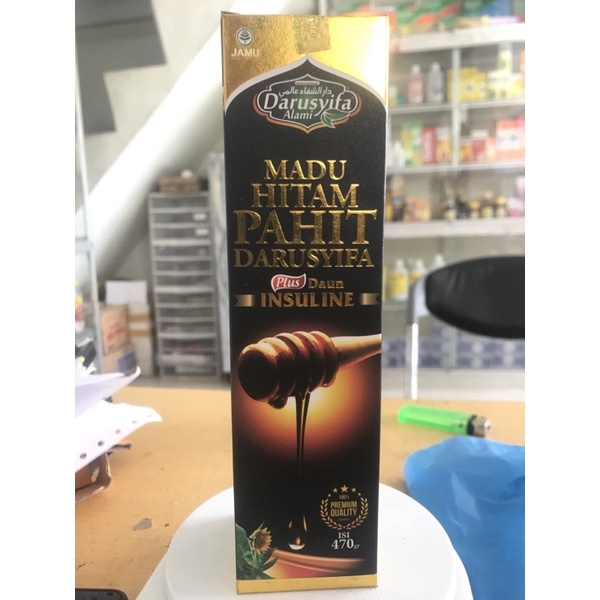 JAMU
دار الشفاء عالمي
Darusyifa
Alami
MADU
HITAM
PAHIT
DARUSYIFA
Plus Daun
INSULINE
100%
PREMIUM
QUALITY
ISI
470gr